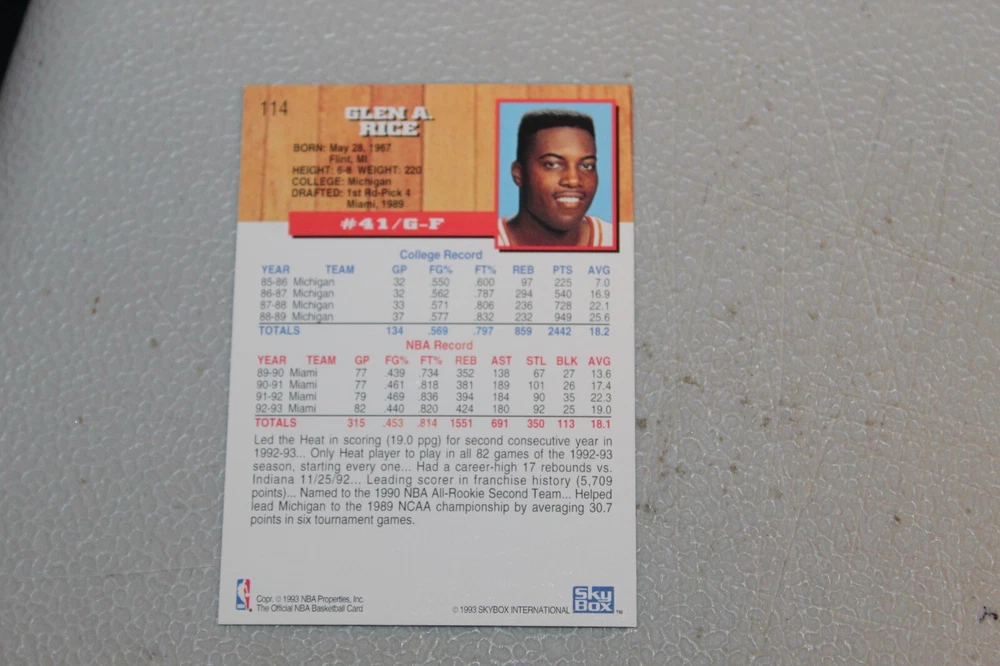 114
GLEN A.
RICE
BORN: May 28, 1967
Flint, MI
HEIGHT: 6-8 WEIGHT: 220
COLLEGE: Michigan
DRAFTED: 1st Rd-Pick 4
Miami, 1989
#41/G-F
College Record
YEAR TEAM GP FG% FT% REB PTS AVG
85-86 Michigan 32 .550 .600 97 225 7.0
86-87 Michigan 32 .562 .787 294 540 16.9
87-88 Michigan 33 .571 .806 236 728 22.1
88-89 Michigan 37 .577 .832 232 949 25.6
TOTALS 134 .569 .797 859 2442 18.2
NBA Record
YEAR TEAM GP FG% FT% REB AST STL BLK AVG
89-90 Miami 77 .439 .734 352 138 67 27 13.6
90-91 Miami 77 .461 .818 381 189 101 26 17.4
91-92 Miami 79 .469 .836 394 184 90 35 22.3
92-93 Miami 82 .440 .820 424 180 92 25 19.0
TOTALS 315 .453 .814 1551 691 350 113 18.1
Led the Heat in scoring (19.0 ppg) for second consecutive year in
1992-93... Only Heat player to play in all 82 games of the 1992-93
season, starting every one... Had a career-high 17 rebounds vs.
Indiana 11/25/92... Leading scorer in franchise history (5,709
points)... Named to the 1990 NBA All-Rookie Second Team... Helped
lead Michigan to the 1989 NCAA championship by averaging 30.7
points in six tournament games.
NBA
Copr. © 1993 NBA Properties, Inc.
The Official NBA Basketball Card
© 1993 SKYBOX INTERNATIONAL
Sky
Box TM